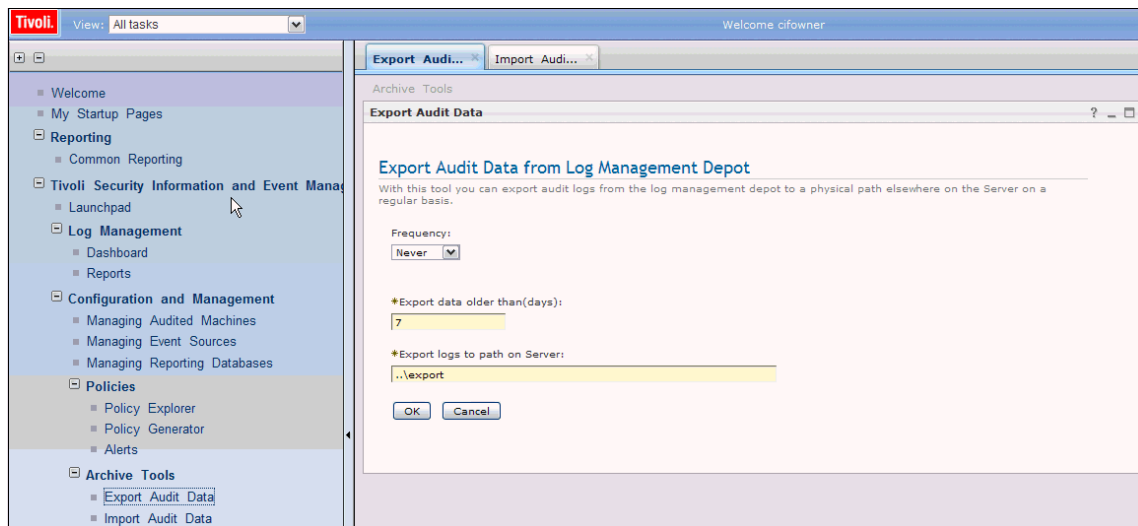 Tivoli. View: All tasks Welcome cifowner
Welcome
My Startup Pages
Reporting
Common Reporting
Tivoli Security Information and Event Manag
Launchpad
Log Management
Dashboard
Reports
Configuration and Management
Managing Audited Machines
Managing Event Sources
Managing Reporting Databases
Policies
Policy Explorer
Policy Generator
Alerts
Archive Tools
Export Audit Data
Import Audit Data
Export Audi... Import Audi...
Archive Tools
Export Audit Data ?
Export Audit Data from Log Management Depot
With this tool you can export audit logs from the log management depot to a physical path elsewhere on the Server on a
regular basis.
Frequency:
Never
*Export data older than(days):
7
*Export logs to path on Server:
..\export
OK Cancel